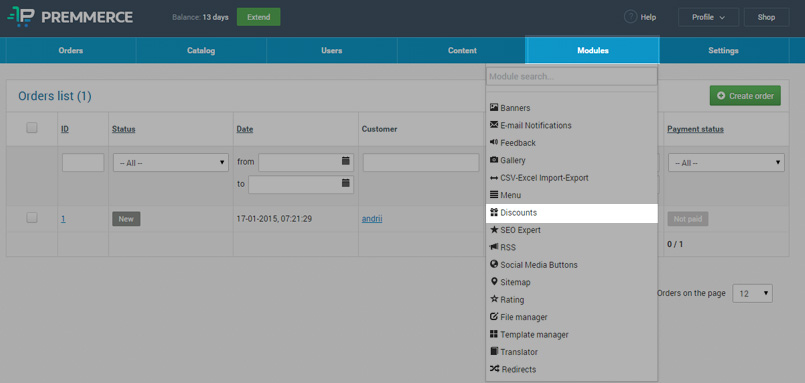 PREMMERCE Balance: 13 days Extend Help Profile Shop
Orders Catalog Users Content Modules Settings
Module search...
Orders list (1) Create order
ID Status Date Customer Payment status
-- All -- from -- All --
to
1 New 17-01-2015, 07:21:29 andrii Not paid
0 / 1
Orders on the page 12
Banners
E-mail Notifications
Feedback
Gallery
CSV-Excel Import-Export
Menu
Discounts
SEO Expert
RSS
Social Media Buttons
Sitemap
Rating
File manager
Template manager
Translator
Redirects